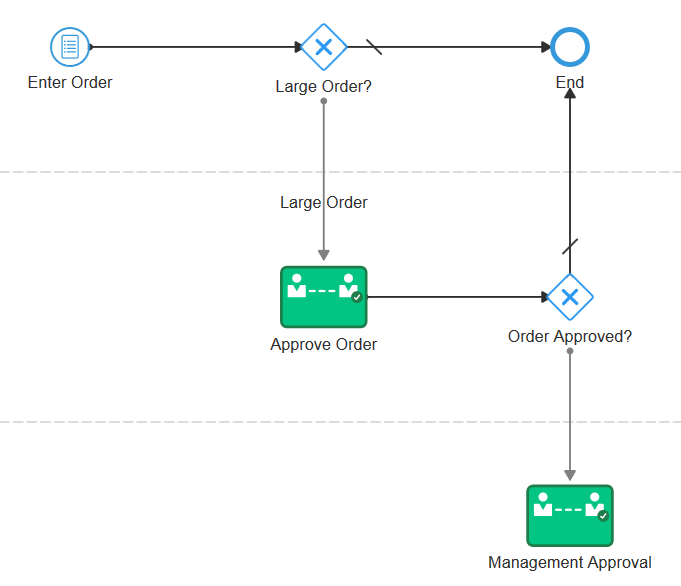 Enter Order
Large Order?
End
Large Order
Approve Order
Order Approved?
Management Approval